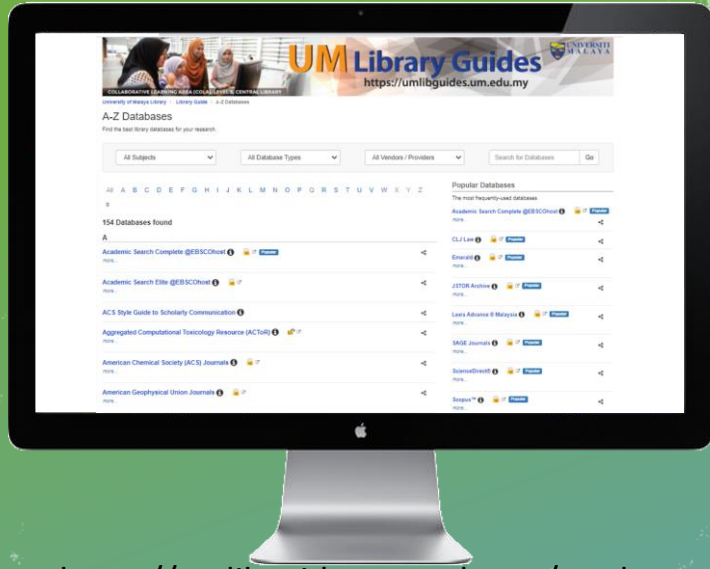 UM Library Guides
https://umlibguides.um.edu.my
UNIVERSITI
MALAYA
COLLABORATIVE LEARNING AREA (COLA), LEVEL 2, CENTRAL LIBRARY
University of Malaya Library Library Guide A-Z Databases
A-Z Databases
Find the best library databases for your research.
All Subjects All Database Types All Vendors / Providers Search for Databases Go
All A B C D E F G H I J K L M N O P Q R S T U V W X Y Z
#
154 Databases found
A
Academic Search Complete @EBSCOhost Popular
more...
Academic Search Elite @EBSCOhost
more...
ACS Style Guide to Scholarly Communication
Aggregated Computational Toxicology Resource (ACToR)
more...
American Chemical Society (ACS) Journals
more...
American Geophysical Union Journals
more...
Popular Databases
The most frequently-used databases
Academic Search Complete @EBSCOhost Popular
more...
CLJ Law Popular
Emerald Popular
more...
JSTOR Archive Popular
more...
Lexis Advance ® Malaysia Popular
more...
SAGE Journals Popular
more...
ScienceDirect® Popular
more...
Scopus™ Popular
more...